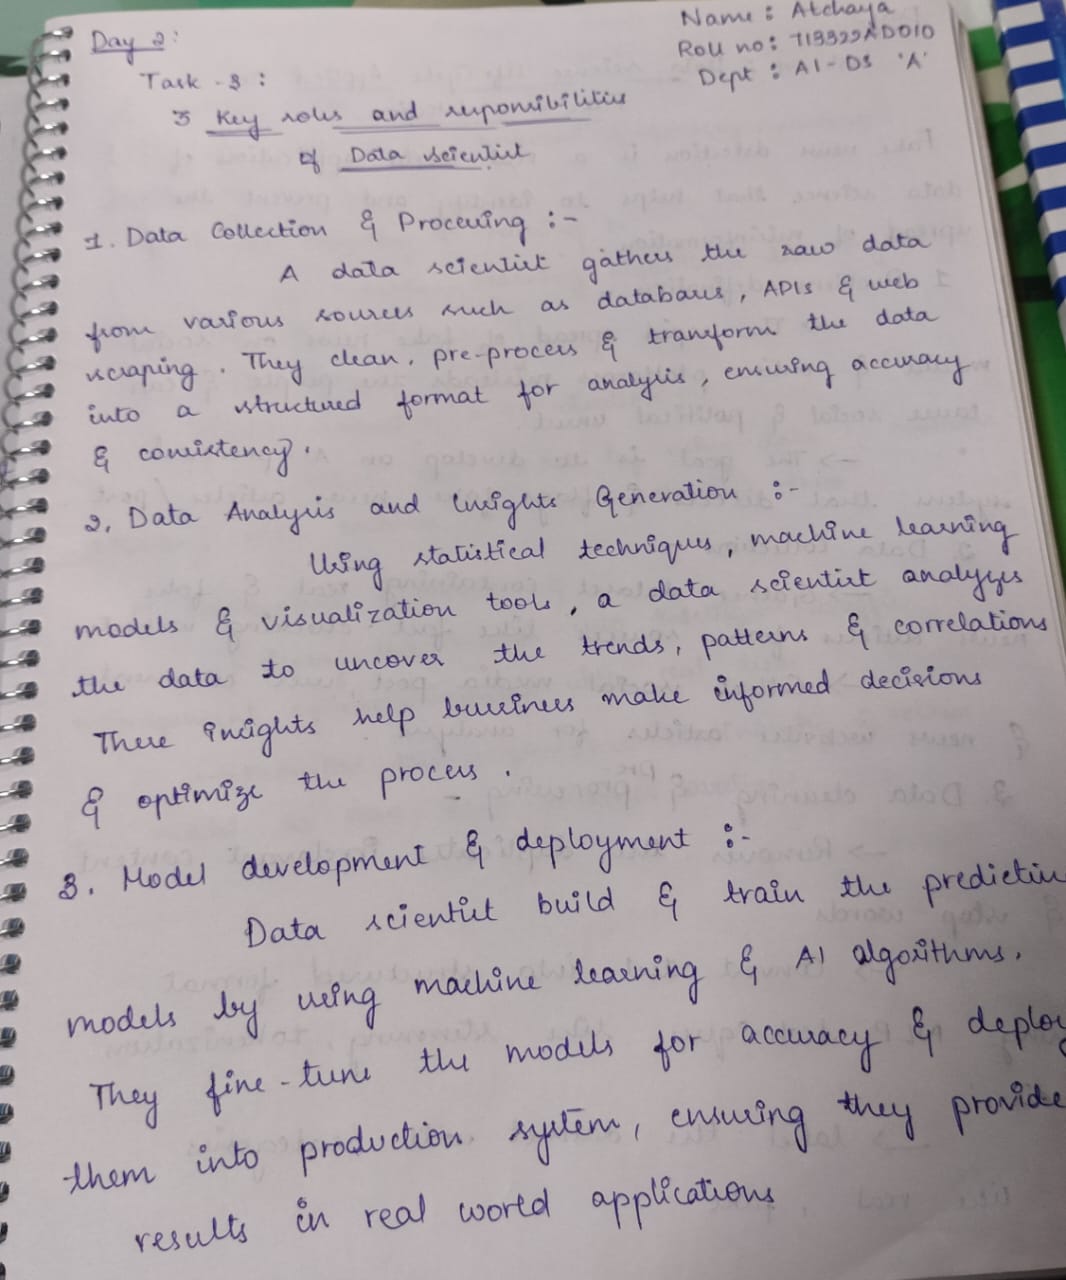 Name : Atchaya
Roll no : 713522AD010
Dept : AI-DS 'A'
Day 2:
Task - 3 :
3 Key roles and responsibilities
of Data scientist
1. Data Collection & Processing :-
A data scientist gathers the raw data
from various sources such as databases, APIs & web
scraping. They clean, pre-process & transform the data
into a structured format for analysis, ensuring accuracy
& consistency.
2. Data Analysis and Insights Generation :-
Using statistical techniques, machine learning
models & visualization tools, a data scientist analyzes
the data to uncover the trends, patterns & correlations
These insights help business make informed decisions
& optimize the process.
3. Model development & deployment :-
Data scientist build & train the predictive
models by using machine learning & AI algorithms.
They fine-tune the models for accuracy & deploy
them into production system, ensuring they provide
results in real world applications